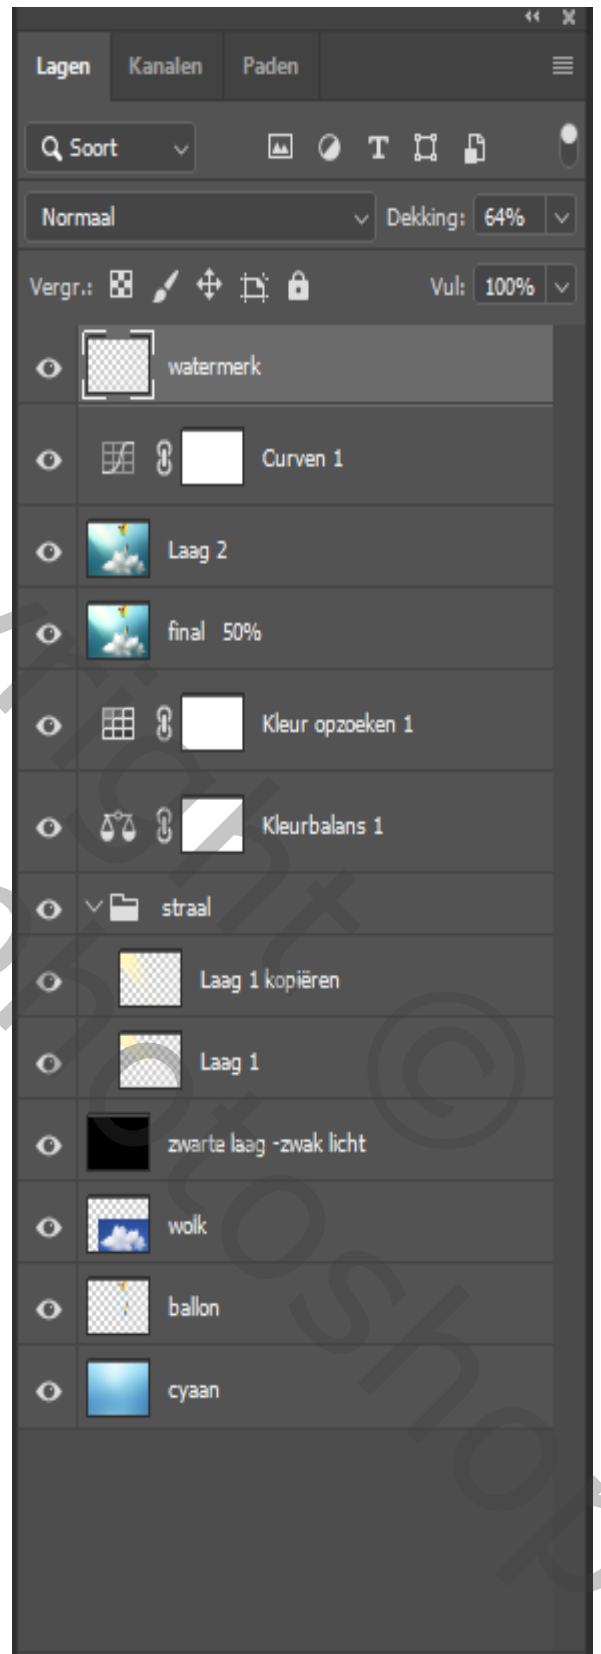 Lagen Kanalen Paden
Soort
Normaal Dekking: 64%
Vergr.: Vul: 100%
watermerk
Curven 1
Laag 2
final 50%
Kleur opzoeken 1
Kleurbalans 1
straal
Laag 1 kopiëren
Laag 1
zwarte laag -zwak licht
wolk
ballon
cyaan